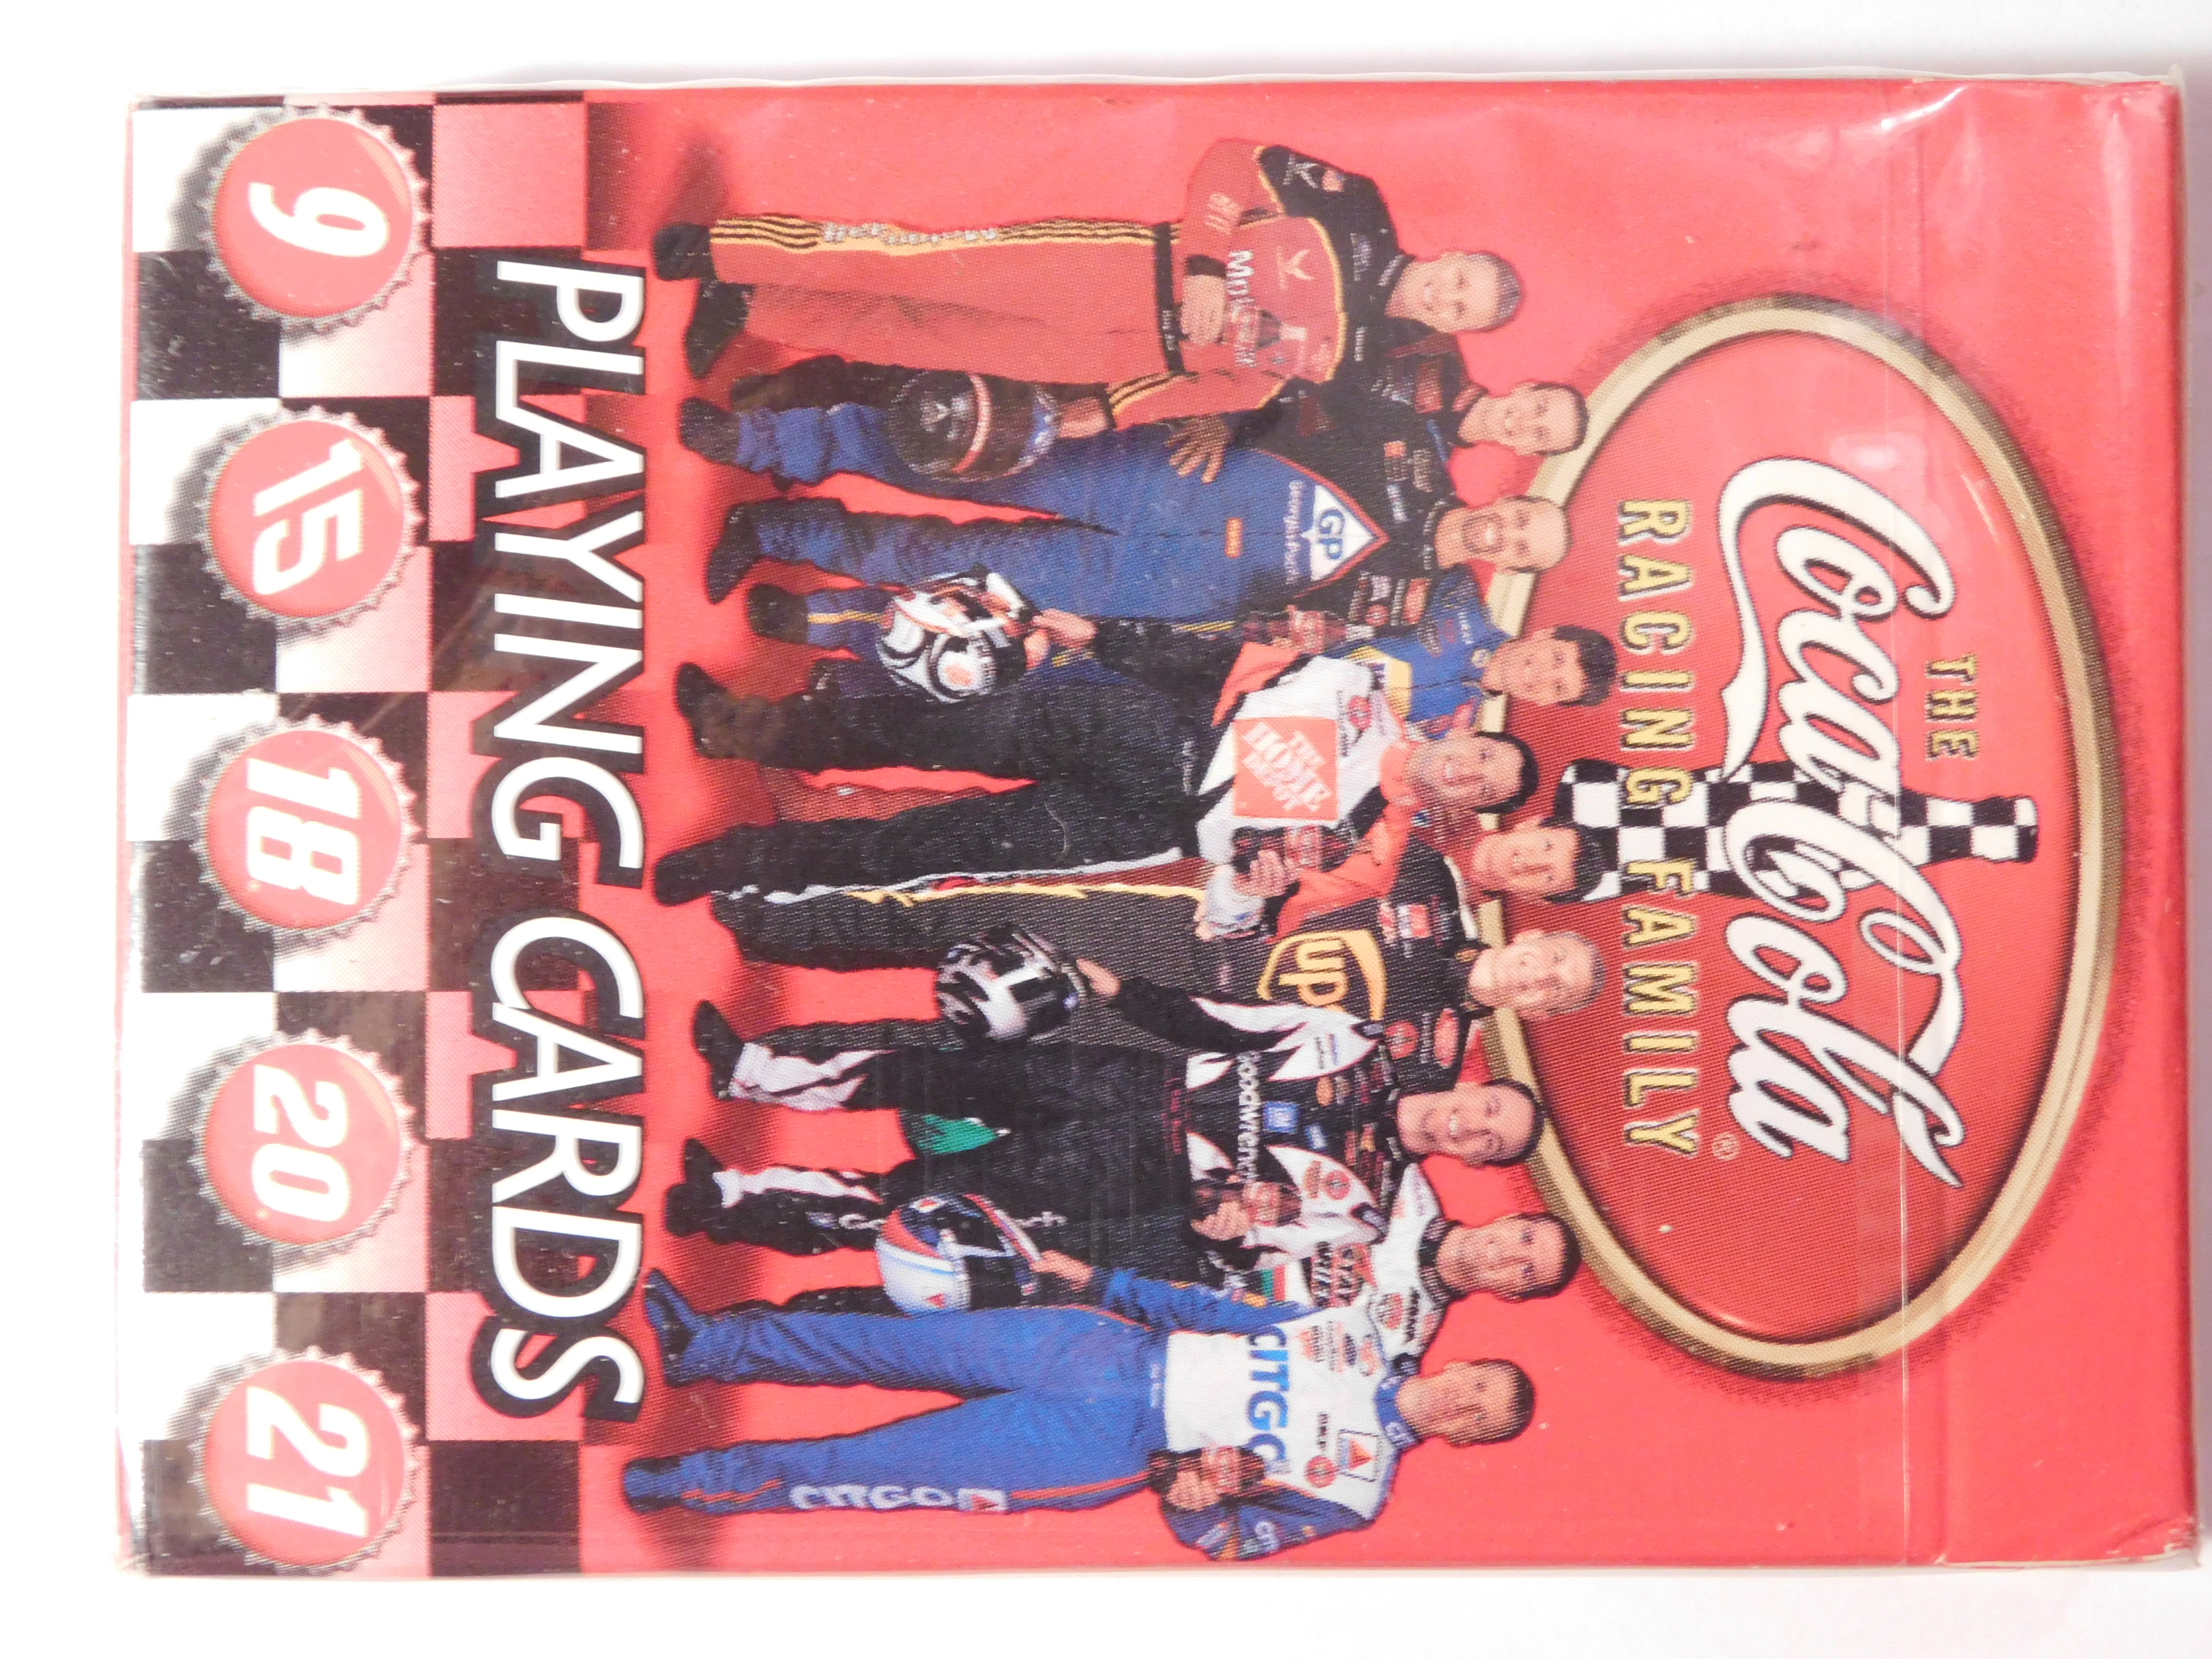 THE
Coca-Cola
®
RACING FAMILY
GP
Georgia-Pacific
THE
HOME
DEPOT
ups
GM
Goodwrench
CITGO
CITGO
PLAYING CARDS
9
15
18
20
21